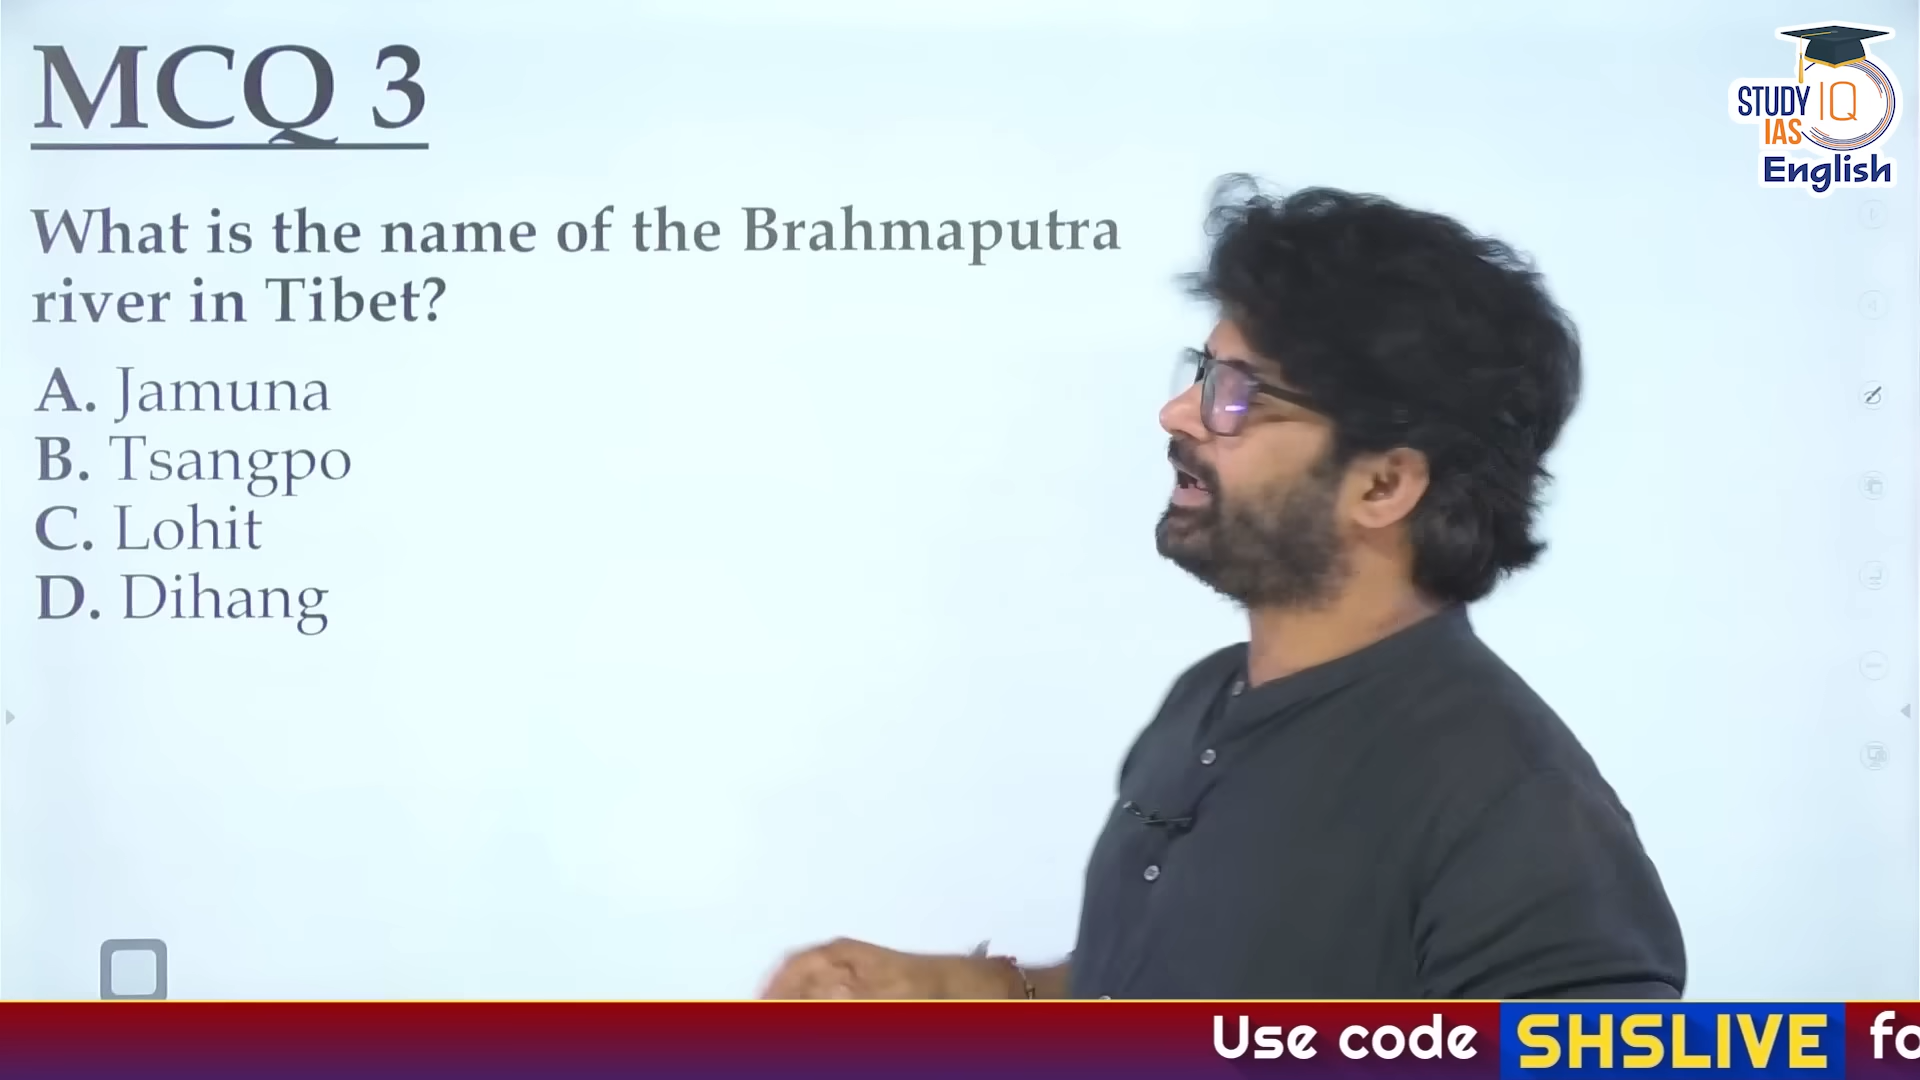 MCQ 3
STUDY IQ
IAS
English
What is the name of the Brahmaputra
river in Tibet?
A. Jamuna
B. Tsangpo
C. Lohit
D. Dihang
Use code SHSLIVE fo